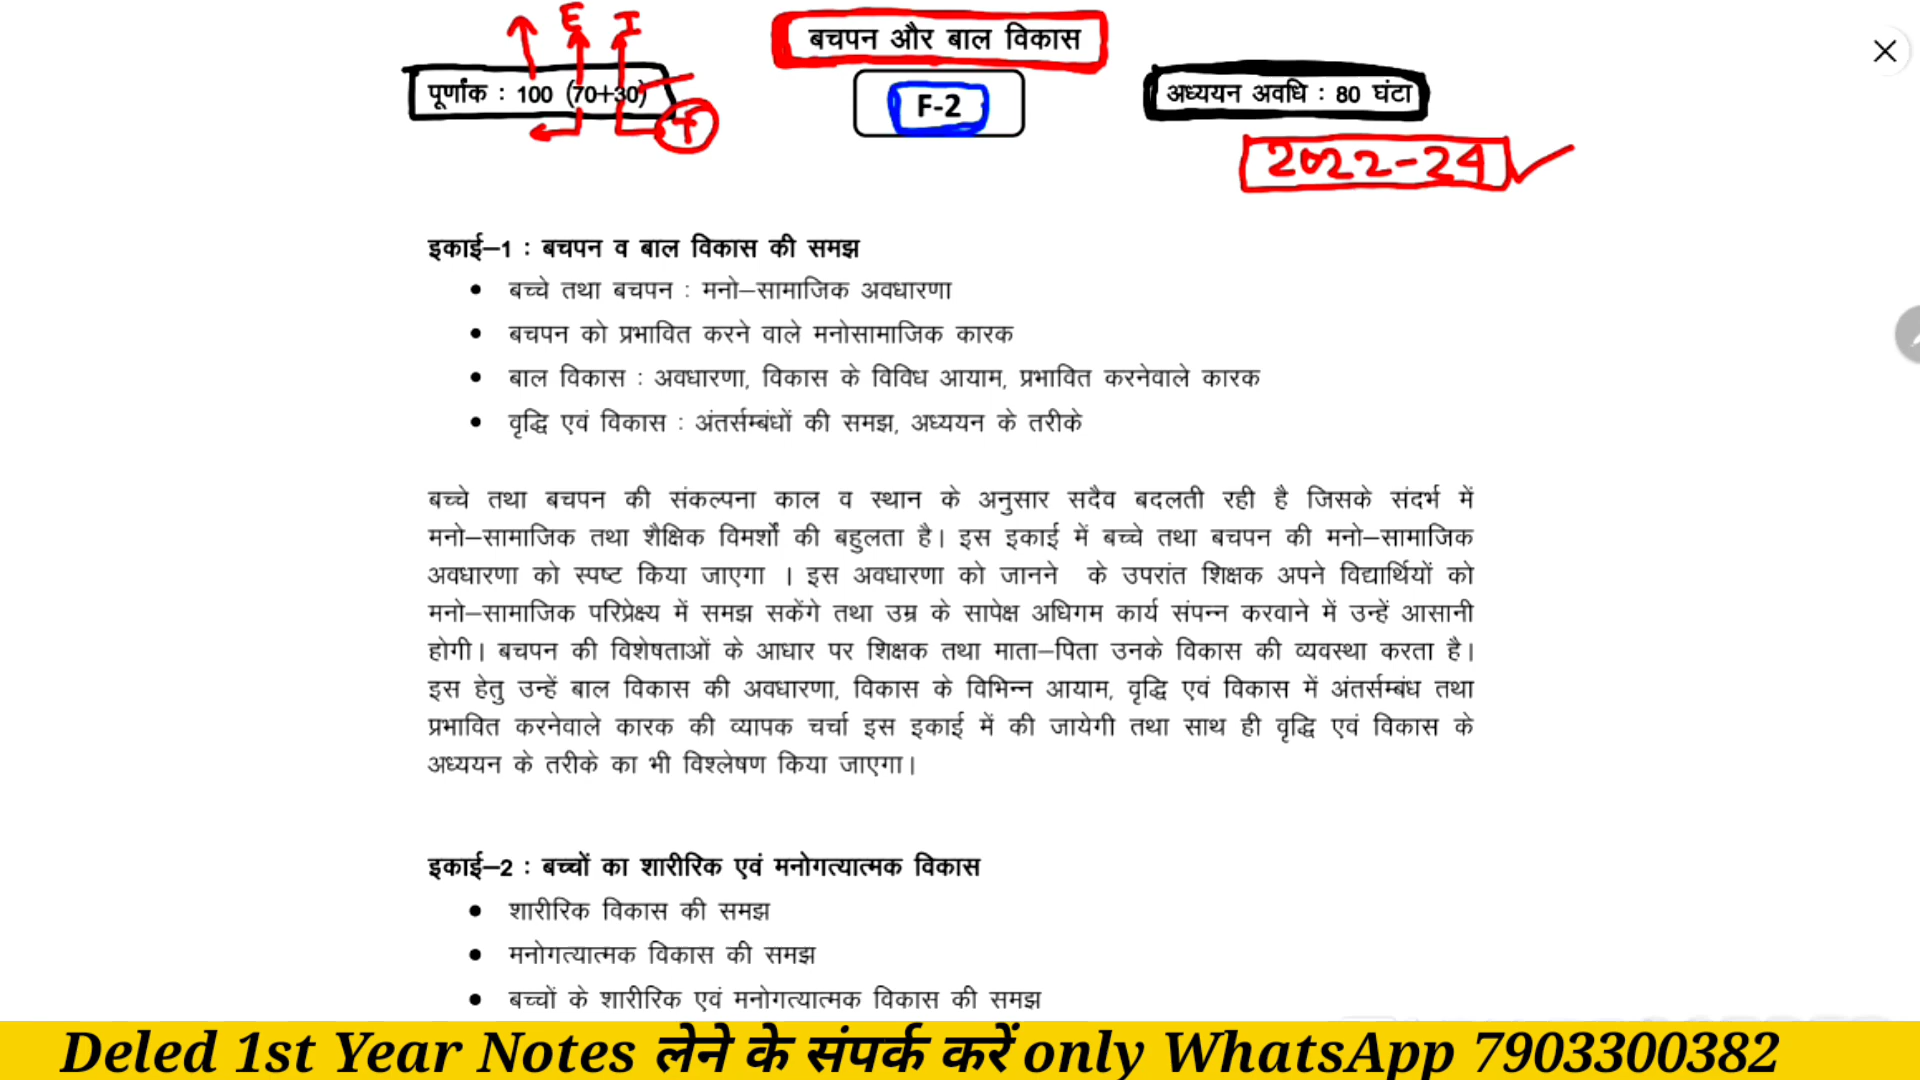 E I
बचपन और बाल विकास
पूर्णांक : 100 (70+30)
F-2
अध्ययन अवधि : 80 घंटा
2022-24
इकाई–1 : बचपन व बाल विकास की समझ
• बच्चे तथा बचपन : मनो–सामाजिक अवधारणा
• बचपन को प्रभावित करने वाले मनोसामाजिक कारक
• बाल विकास : अवधारणा, विकास के विविध आयाम, प्रभावित करनेवाले कारक
• वृद्धि एवं विकास : अंतर्सम्बंधों की समझ, अध्ययन के तरीके
बच्चे तथा बचपन की संकल्पना काल व स्थान के अनुसार सदैव बदलती रही है जिसके संदर्भ में
मनो–सामाजिक तथा शैक्षिक विमर्शों की बहुलता है। इस इकाई में बच्चे तथा बचपन की मनो–सामाजिक
अवधारणा को स्पष्ट किया जाएगा । इस अवधारणा को जानने के उपरांत शिक्षक अपने विद्यार्थियों को
मनो–सामाजिक परिप्रेक्ष्य में समझ सकेंगे तथा उम्र के सापेक्ष अधिगम कार्य संपन्न करवाने में उन्हें आसानी
होगी। बचपन की विशेषताओं के आधार पर शिक्षक तथा माता–पिता उनके विकास की व्यवस्था करता है।
इस हेतु उन्हें बाल विकास की अवधारणा, विकास के विभिन्न आयाम, वृद्धि एवं विकास में अंतर्सम्बंध तथा
प्रभावित करनेवाले कारक की व्यापक चर्चा इस इकाई में की जायेगी तथा साथ ही वृद्धि एवं विकास के
अध्ययन के तरीके का भी विश्लेषण किया जाएगा।
इकाई–2 : बच्चों का शारीरिक एवं मनोगत्यात्मक विकास
• शारीरिक विकास की समझ
• मनोगत्यात्मक विकास की समझ
• बच्चों के शारीरिक एवं मनोगत्यात्मक विकास की समझ
Deled 1st Year Notes लेने के संपर्क करें only WhatsApp 7903300382